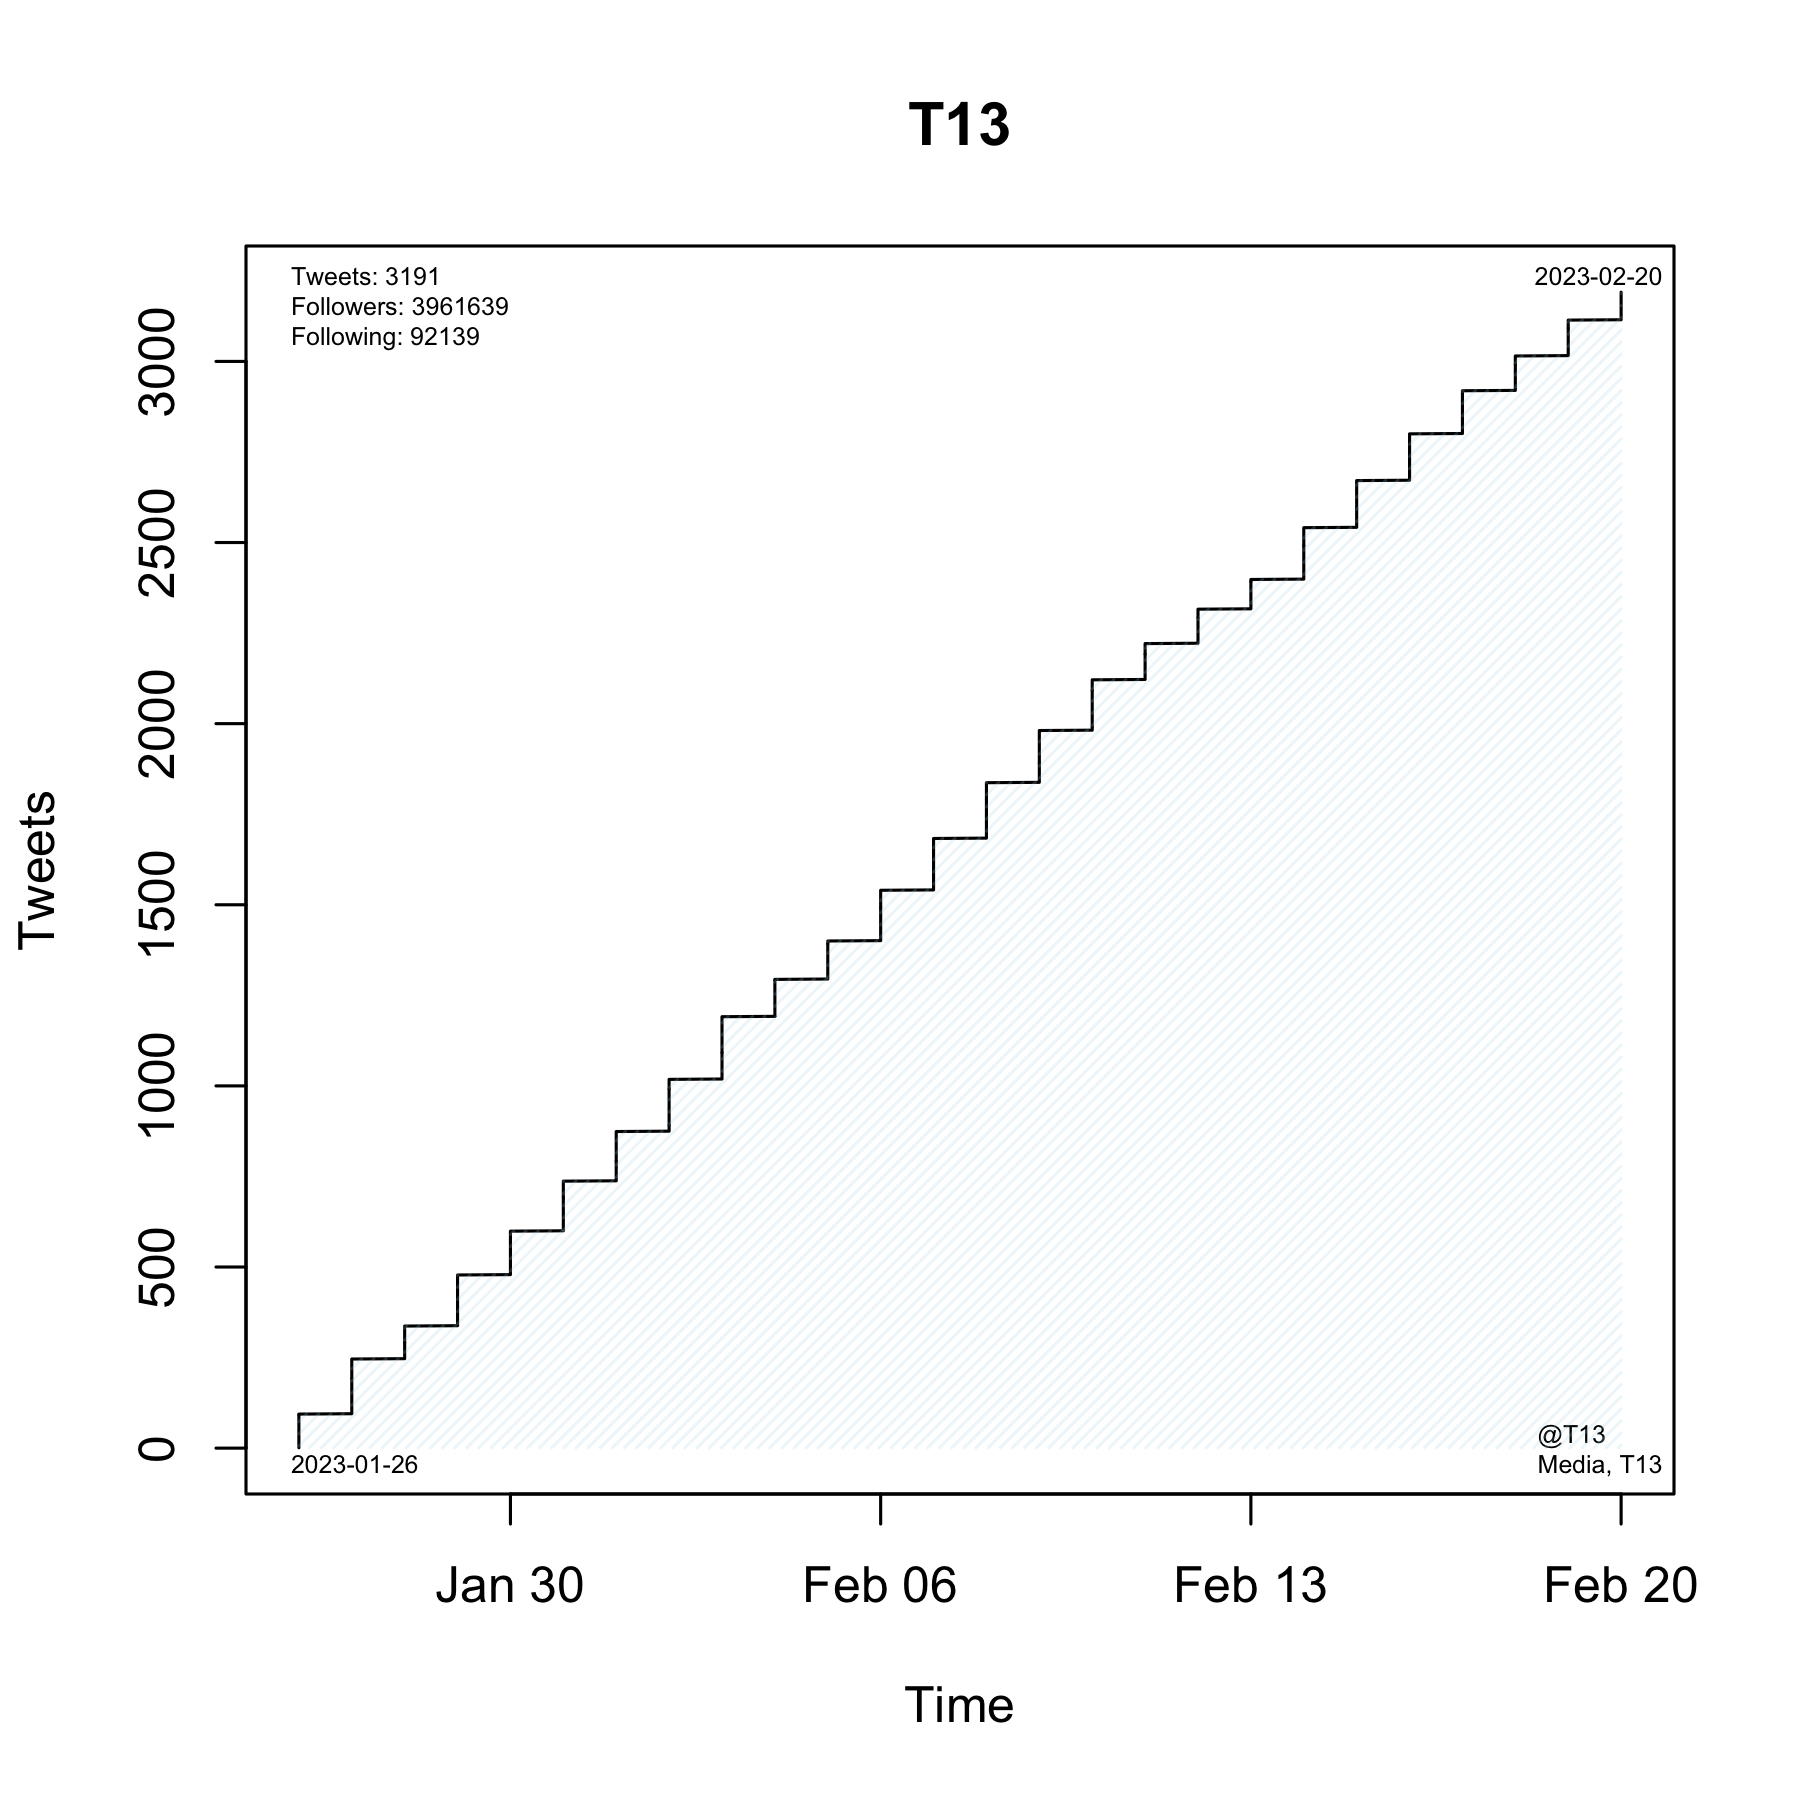 T13
Tweets: 3191
Followers: 3961639
Following: 92139
2023-02-20
3000
2500
2000
1500
1000
500
0
Tweets
2023-01-26
@T13
Media, T13
Jan 30
Feb 06
Feb 13
Feb 20
Time